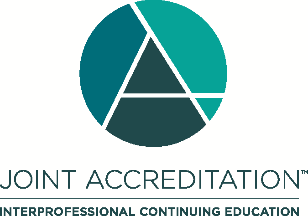 JOINT ACCREDITATION™
INTERPROFESSIONAL CONTINUING EDUCATION